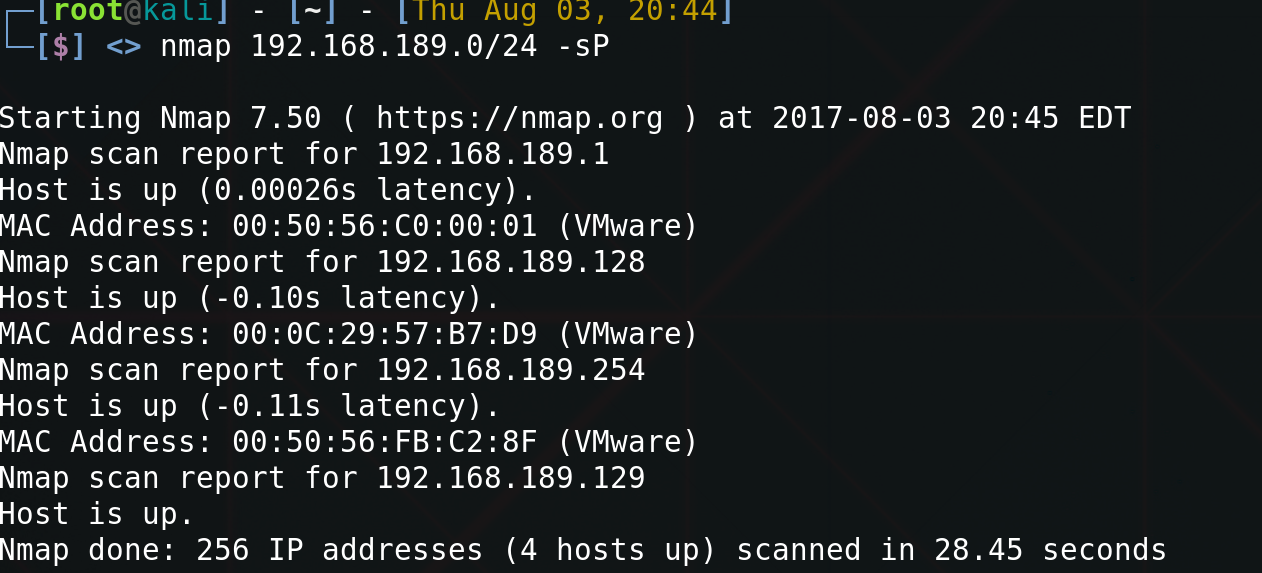 [root@kali] - [~] - [Thu Aug 03, 20:44]
[$] <> nmap 192.168.189.0/24 -sP
Starting Nmap 7.50 ( https://nmap.org ) at 2017-08-03 20:45 EDT
Nmap scan report for 192.168.189.1
Host is up (0.00026s latency).
MAC Address: 00:50:56:C0:00:01 (VMware)
Nmap scan report for 192.168.189.128
Host is up (-0.10s latency).
MAC Address: 00:0C:29:57:B7:D9 (VMware)
Nmap scan report for 192.168.189.254
Host is up (-0.11s latency).
MAC Address: 00:50:56:FB:C2:8F (VMware)
Nmap scan report for 192.168.189.129
Host is up.
Nmap done: 256 IP addresses (4 hosts up) scanned in 28.45 seconds